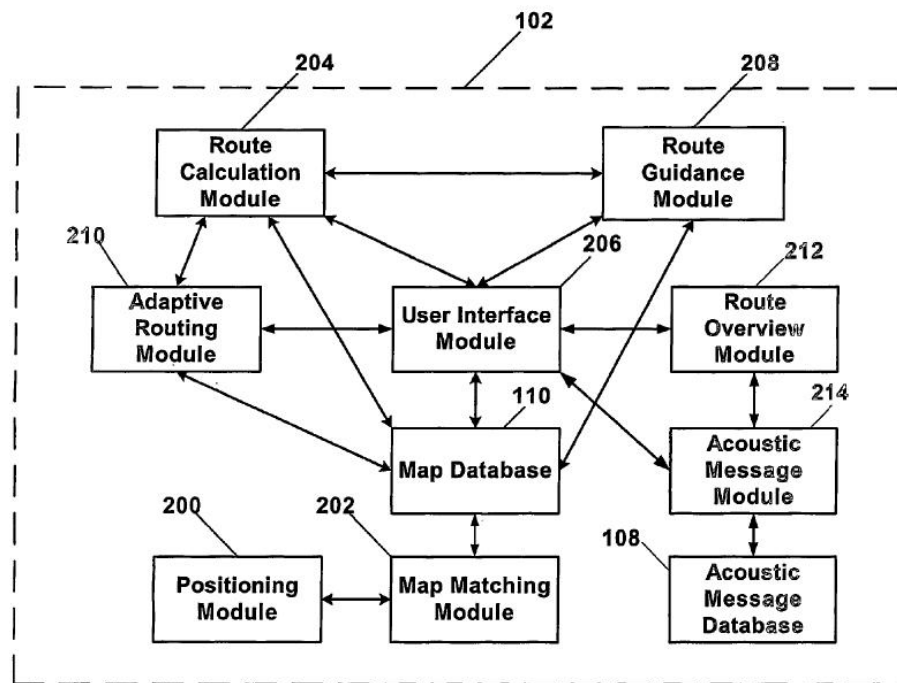 102
204
208
Route
Calculation
Module
Route
Guidance
Module
210
206
212
Adaptive
Routing
Module
User Interface
Module
Route
Overview
Module
110
214
Map Database
Acoustic
Message
Module
200
202
108
Positioning
Module
Map Matching
Module
Acoustic
Message
Database